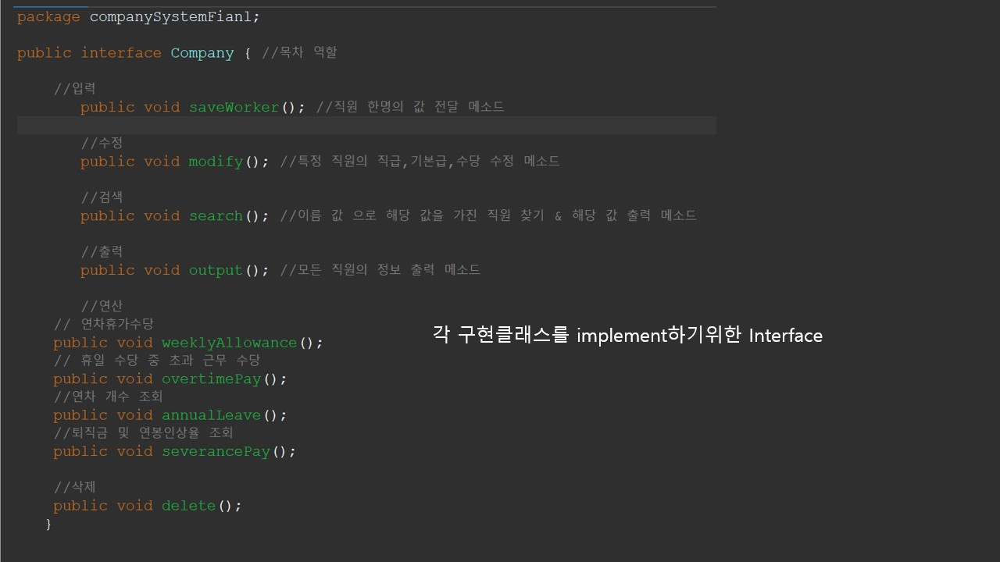 package companySystemFianl;
public interface Company { //목차 역할
//입력
public void saveWorker(); //직원 한명의 값 전달 메소드
//수정
public void modify(); //특정 직원의 직급,기본급,수당 수정 메소드
//검색
public void search(); //이름 값 으로 해당 값을 가진 직원 찾기 & 해당 값 출력 메소드
//출력
public void output(); //모든 직원의 정보 출력 메소드
//연산
// 연차휴가수당
각 구현클래스를 implement하기위한 Interface
public void weeklyAllowance();
// 휴일 수당 중 초과 근무 수당
public void overtimePay();
//연차 개수 조회
public void annualLeave();
//퇴직금 및 연봉인상율 조회
public void severancePay();
//삭제
public void delete();
}